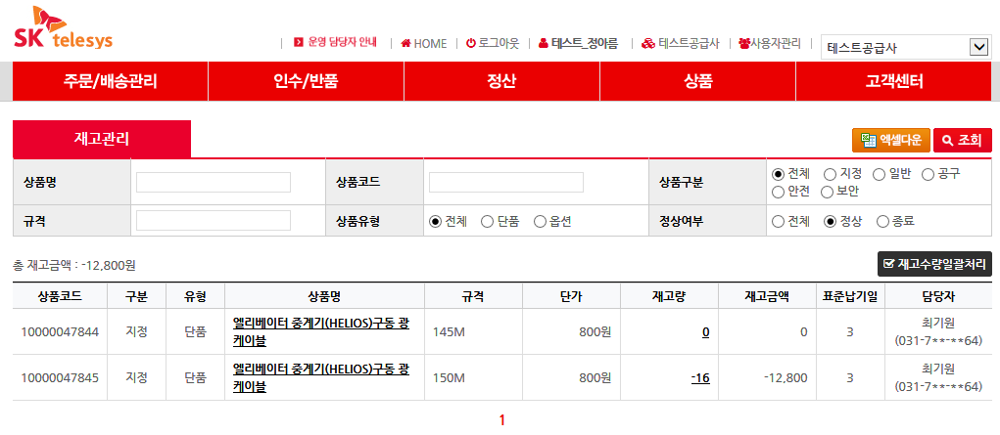 SK telesys
운영 담당자 안내 HOME 로그아웃 테스트_정아름 테스트공급사 사용자관리 테스트공급사
주문/배송관리 인수/반품 정산 상품 고객센터
재고관리 엑셀다운 조회
상품명 상품코드 상품구분 전체 지정 일반 공구
안전 보안
규격 상품유형 전체 단품 옵션 정상여부 전체 정상 종료
총 재고금액 : -12,800원 재고수량일괄처리
상품코드 구분 유형 상품명 규격 단가 재고량 재고금액 표준납기일 담당자
10000047844 지정 단품 엘리베이터 중계기(HELIOS)구동 광 145M 800원 0 0 3 최기원
케이블 (031-7**-**64)
10000047845 지정 단품 엘리베이터 중계기(HELIOS)구동 광 150M 800원 -16 -12,800 3 최기원
케이블 (031-7**-**64)
1